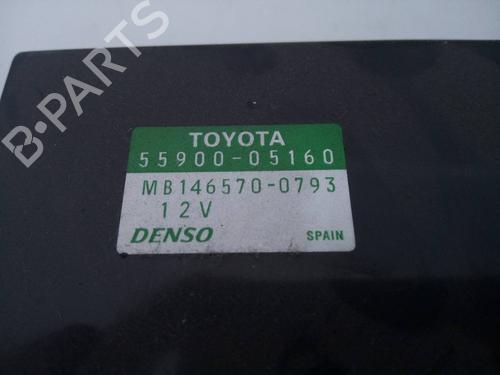 B-PARTS
TOYOTA
55900-05160
MB146570-0793
12V
DENSO SPAIN